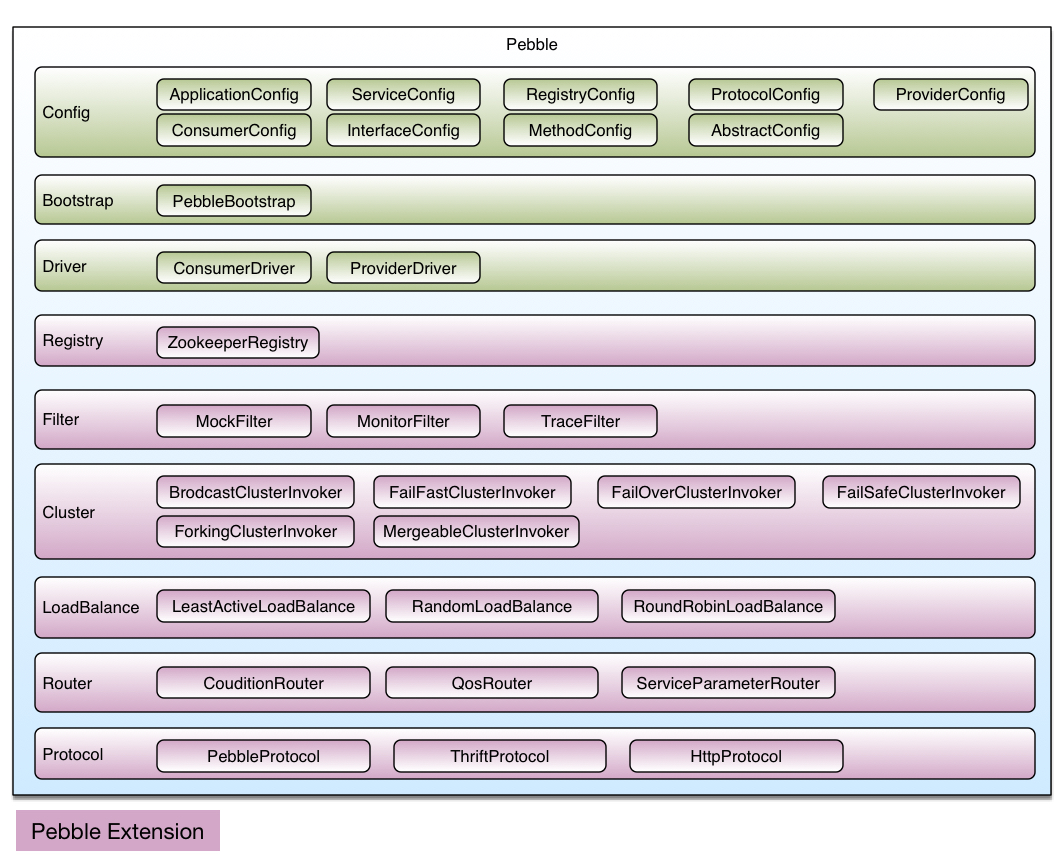 Pebble
Config
ApplicationConfig ServiceConfig RegistryConfig ProtocolConfig ProviderConfig
ConsumerConfig InterfaceConfig MethodConfig AbstractConfig
Bootstrap PebbleBootstrap
Driver ConsumerDriver ProviderDriver
Registry ZookeeperRegistry
Filter MockFilter MonitorFilter TraceFilter
Cluster
BrodcastClusterInvoker FailFastClusterInvoker FailOverClusterInvoker FailSafeClusterInvoker
ForkingClusterInvoker MergeableClusterInvoker
LoadBalance LeastActiveLoadBalance RandomLoadBalance RoundRobinLoadBalance
Router CouditionRouter QosRouter ServiceParameterRouter
Protocol PebbleProtocol ThriftProtocol HttpProtocol
Pebble Extension